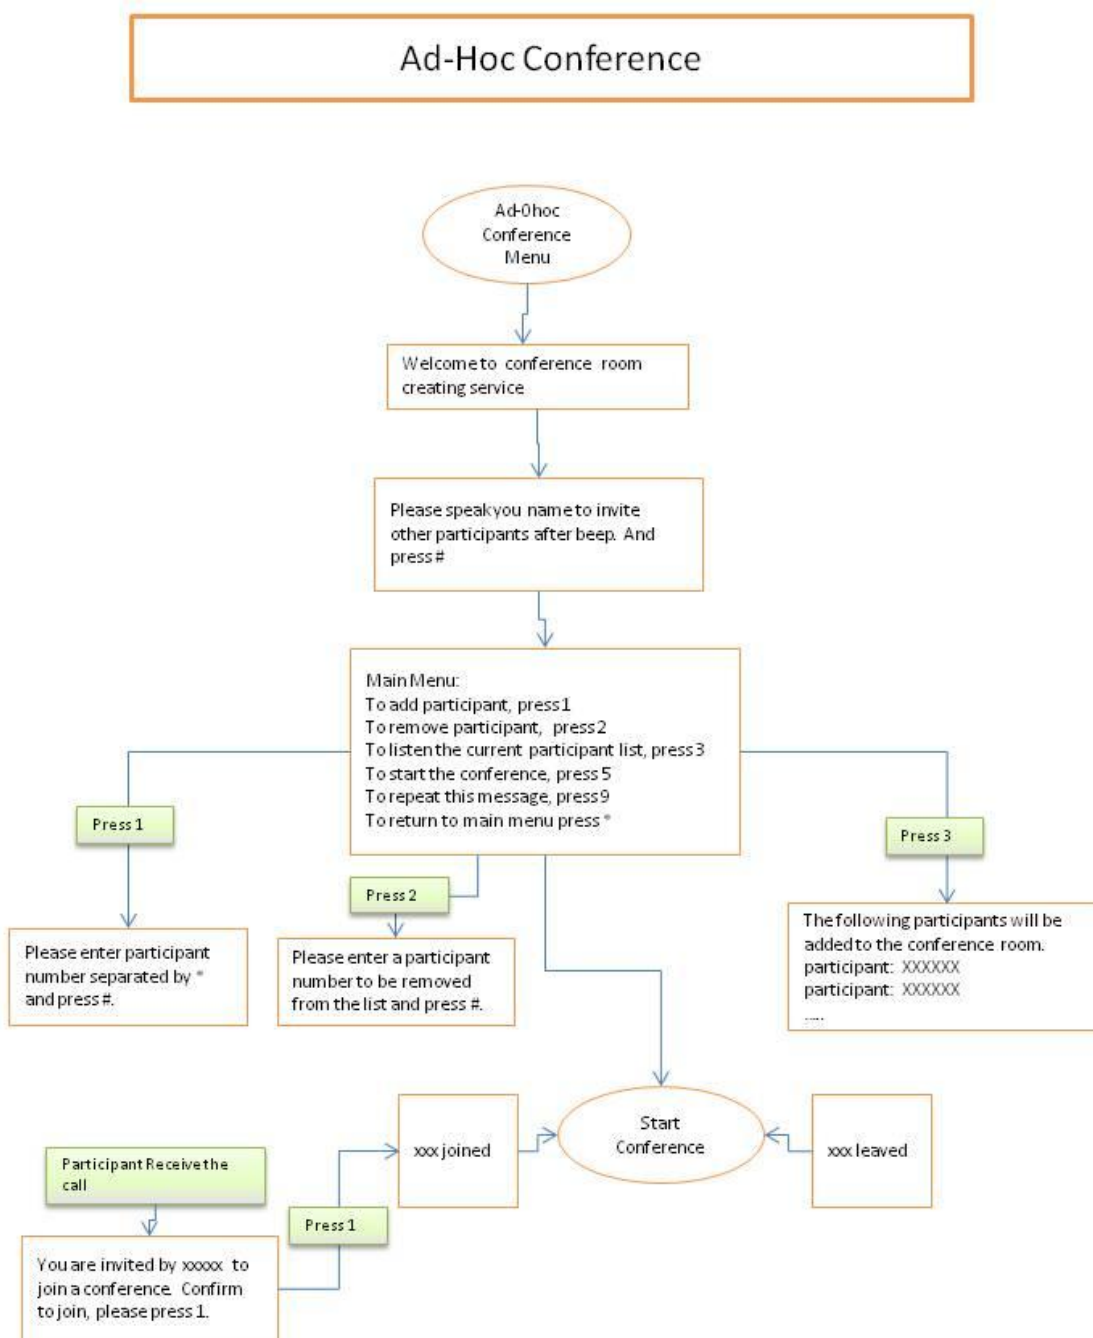 Ad-Hoc Conference
Ad-0hoc
Conference
Menu
Welcome to conference room
creating service
Please speak you name to invite
other participants after beep. And
press #
Main Menu:
To add participant, press 1
To remove participant, press 2
To listen the current participant list, press 3
To start the conference, press 5
To repeat this message, press 9
To return to main menu press *
Press 1
Press 2
Press 3
Please enter participant
number separated by *
and press #.
Please enter a participant
number to be removed
from the list and press #.
The following participants will be
added to the conference room.
participant: XXXXXX
participant: XXXXXX
.....
xxx joined
Start
Conference
xxx leaved
Participant Receive the
call
Press 1
You are invited by xxxxx to
join a conference. Confirm
to join, please press 1.